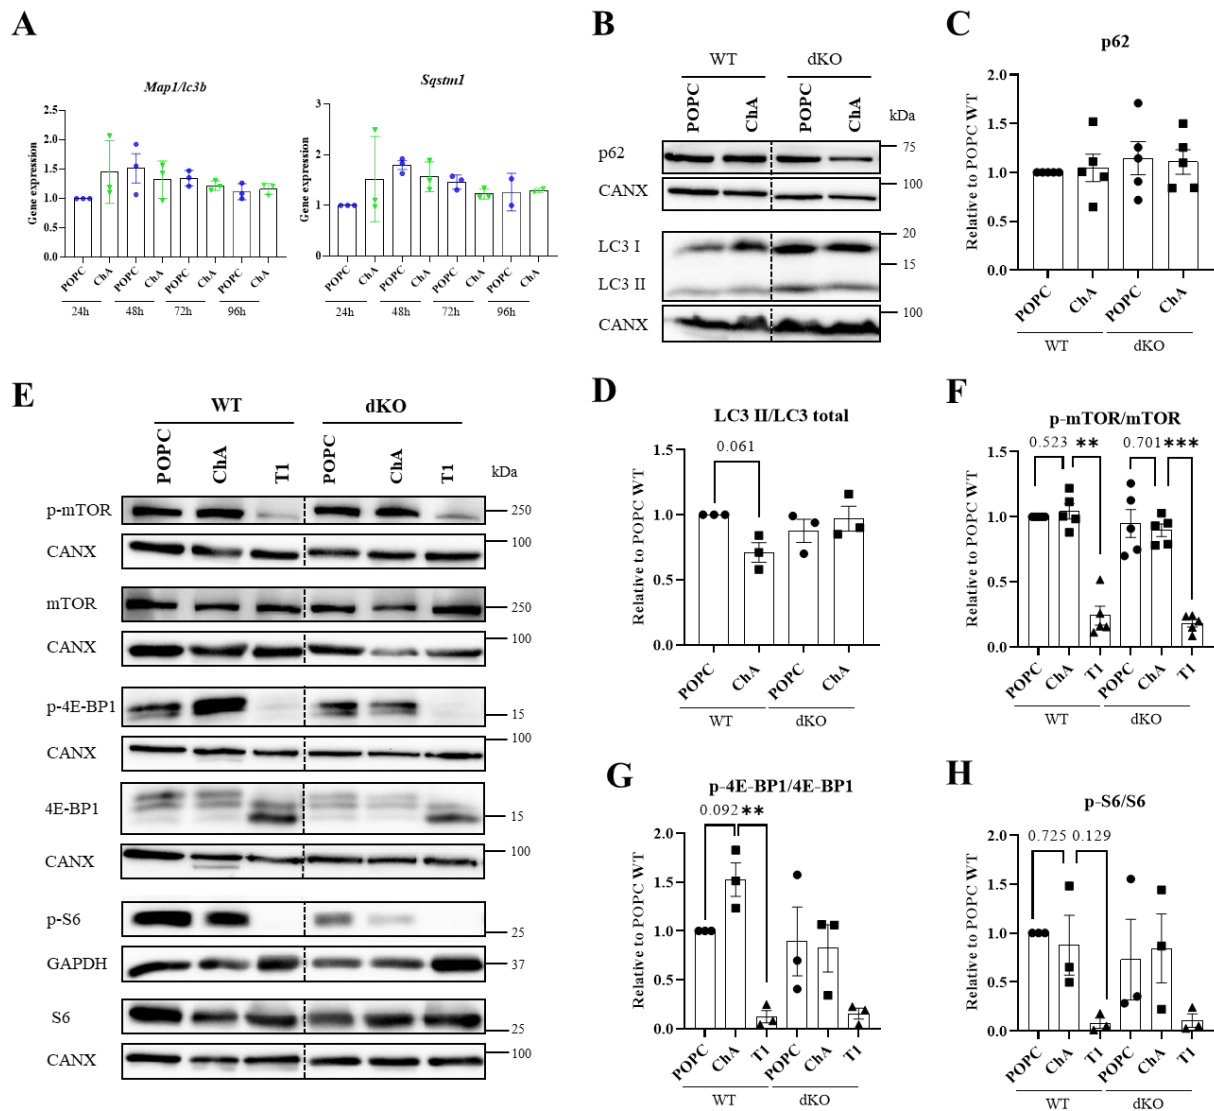 A
Map1/lc3b
Gene expression
2.5
2.0
1.5
1.0
0.5
0.0
POPC ChA POPC ChA POPC ChA POPC ChA
24h 48h 72h 96h
Sqstm1
Gene expression
3
2
1
0
POPC ChA POPC ChA POPC ChA POPC ChA
24h 48h 72h 96h
B
WT dKO
POPC ChA POPC ChA
kDa
p62
75
CANX
100
LC3 I
20
15
LC3 II
CANX
100
C
p62
Relative to POPC WT
2.0
1.5
1.0
0.5
0.0
POPC ChA POPC ChA
WT dKO
E
WT dKO
POPC ChA T1 POPC ChA T1
kDa
p-mTOR
250
CANX
100
mTOR
250
CANX
100
p-4E-BP1
15
CANX
100
4E-BP1
15
CANX
100
p-S6
25
GAPDH
37
S6
25
CANX
100
D
LC3 II/LC3 total
Relative to POPC WT
1.5
1.0
0.5
0.0
0.061
POPC ChA POPC ChA
WT dKO
F
p-mTOR/mTOR
Relative to POPC WT
1.5
1.0
0.5
0.0
0.523 ** 0.701 ***
POPC ChA T1 POPC ChA T1
WT dKO
G
p-4E-BP1/4E-BP1
Relative to POPC WT
2.0
1.5
1.0
0.5
0.0
0.092 **
POPC ChA T1 POPC ChA T1
WT dKO
H
p-S6/S6
Relative to POPC WT
2.0
1.5
1.0
0.5
0.0
0.725 0.129
POPC ChA T1 POPC ChA T1
WT dKO